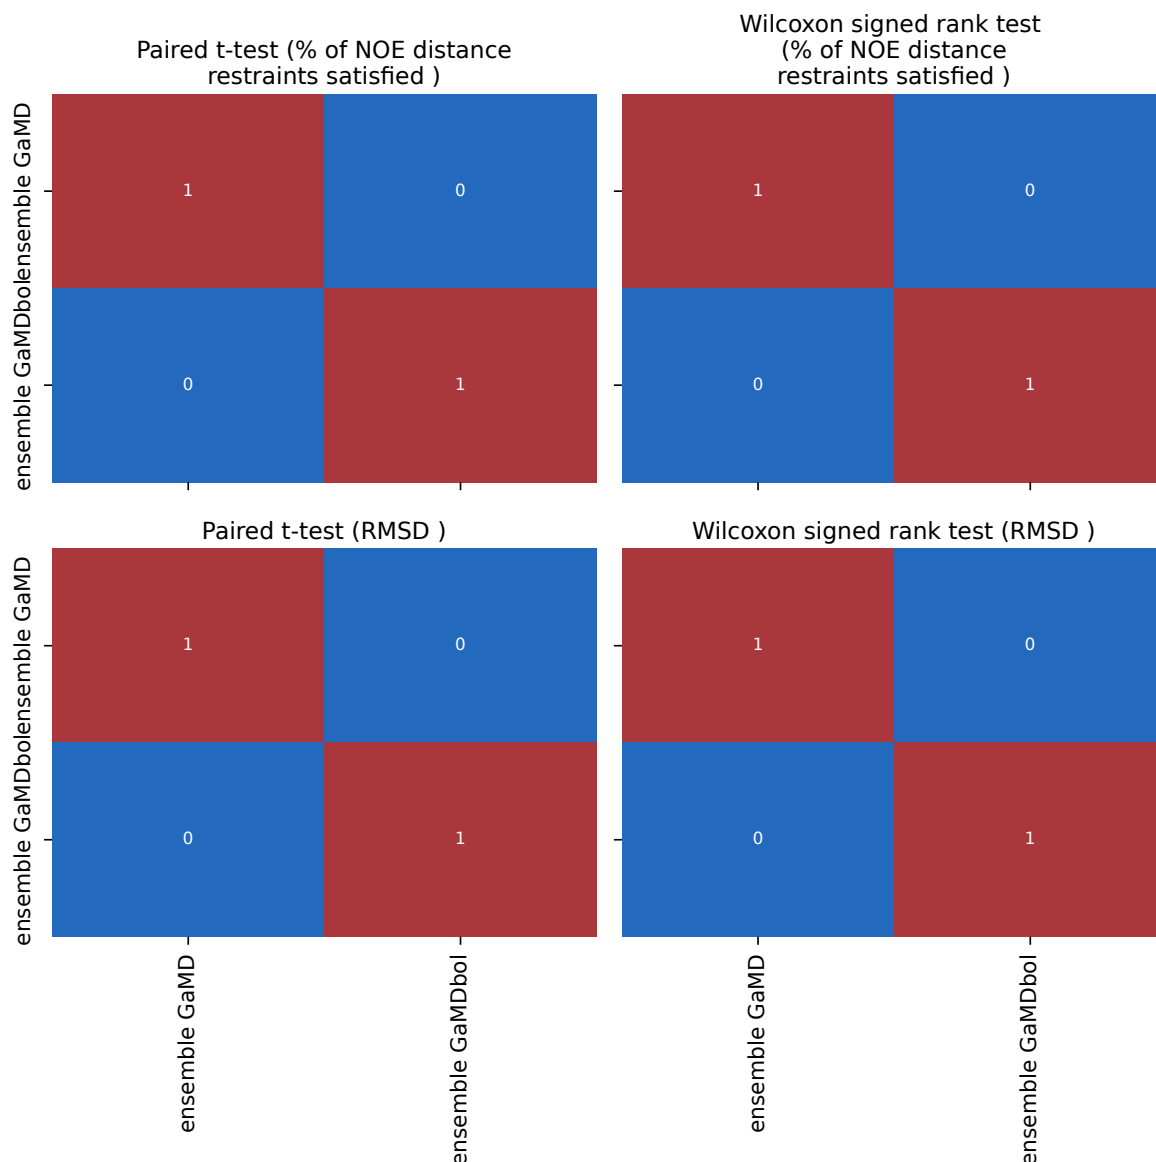 Paired t-test (% of NOE distance
restraints satisfied )
Wilcoxon signed rank test
(% of NOE distance
restraints satisfied )
ensemble GaMD
ensemble GaMDbol
1
0
1
0
0
1
0
1
Paired t-test (RMSD )
Wilcoxon signed rank test (RMSD )
ensemble GaMD
ensemble GaMDbol
1
0
1
0
0
1
0
1
ensemble GaMD
ensemble GaMDbol
ensemble GaMD
ensemble GaMDbol